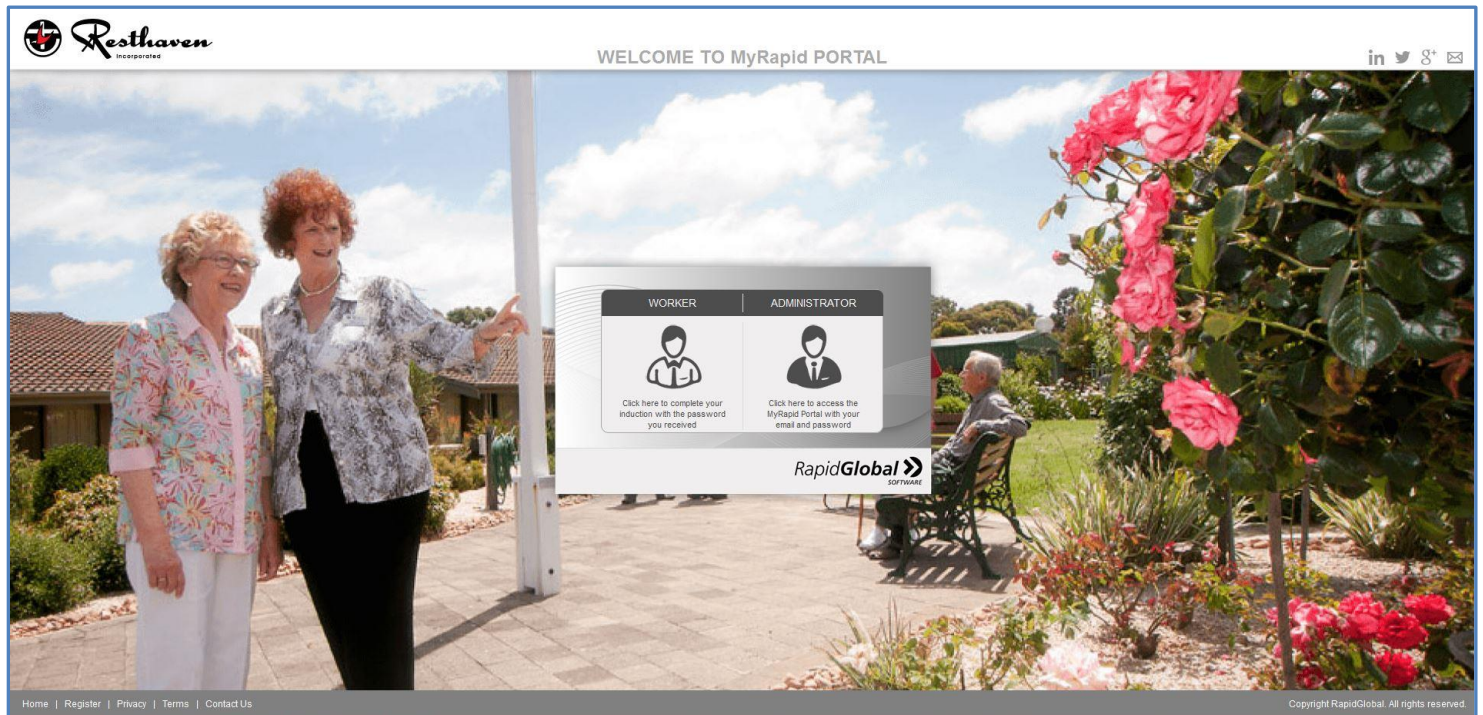 Resthaven
Incorporated
WELCOME TO MyRapid PORTAL
in
g+
WORKER
ADMINISTRATOR
Click here to complete your
induction with the password
you received
Click here to access the
MyRapid Portal with your
email and password
RapidGlobal
SOFTWARE
Home | Register | Privacy | Terms | Contact Us
Copyright RapidGlobal. All rights reserved.